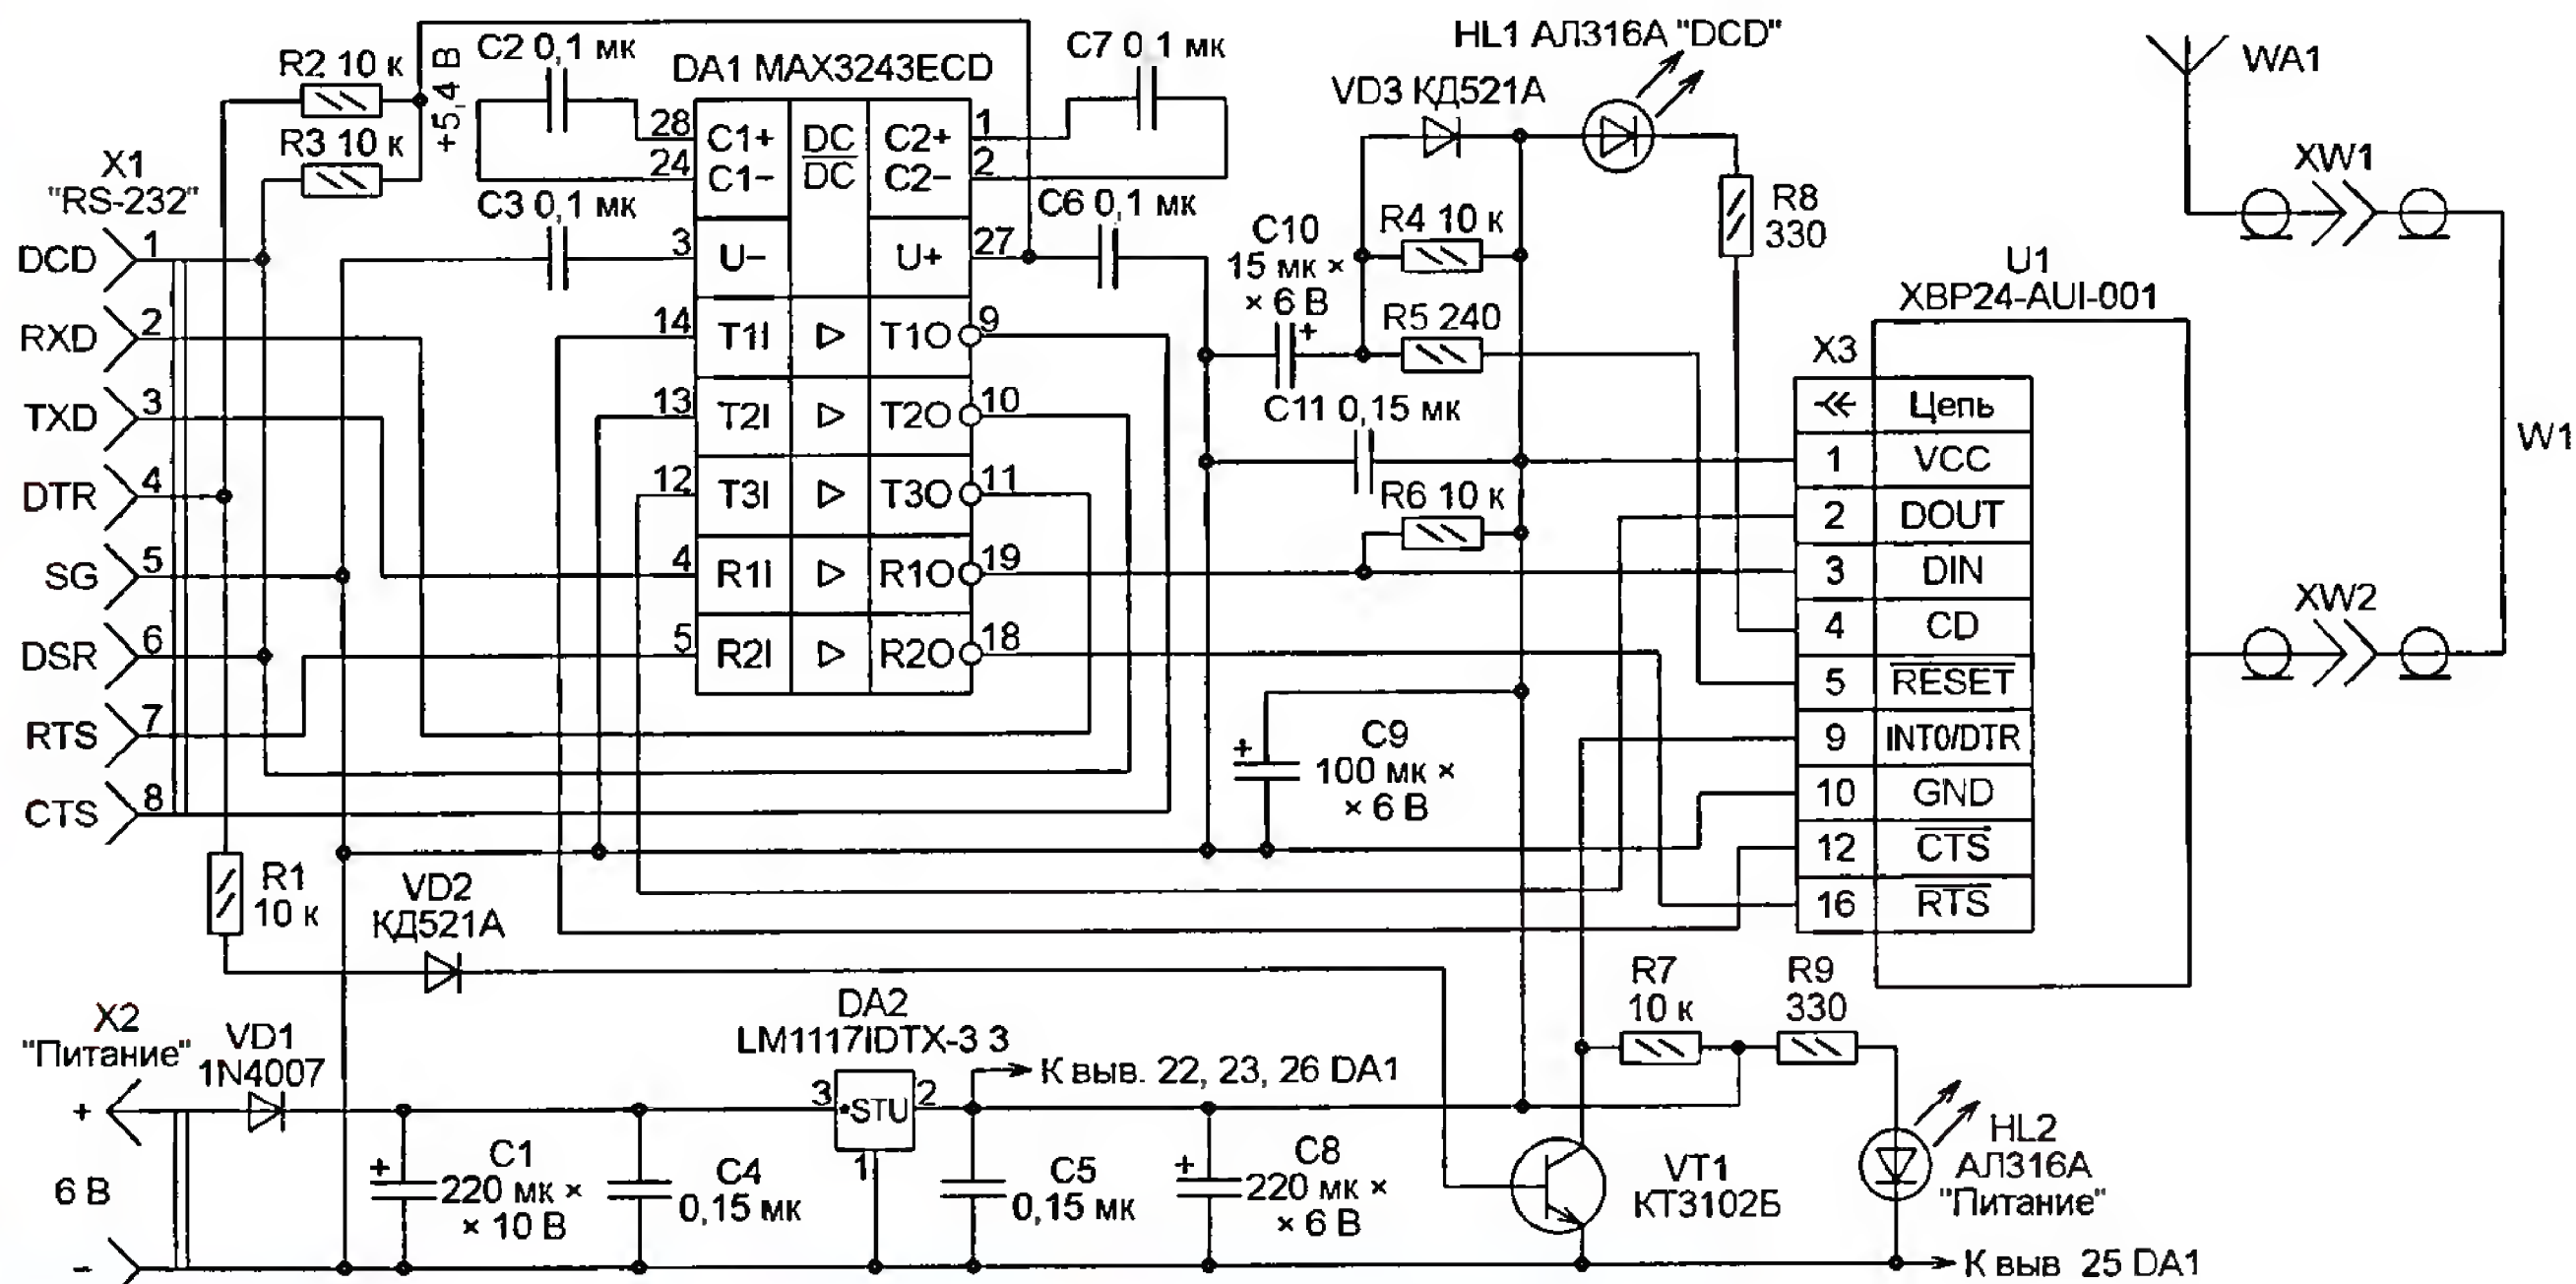 R2 10 к
R3 10 к
+5,4 В
C2 0,1 мк
DA1 MAX3243ECD
C7 0 1 мк
HL1 АЛ316А "DCD"
VD3 КД521А
WA1
XW1
X1
"RS-232"
C3 0,1 мк
C6 0,1 мк
28
24
3
14
13
12
4
5
C1+
C1–
U–
T1I
T2I
T3I
R1I
R2I
DC
DC
C2+
C2–
U+
T1O
T2O
T3O
R1O
R2O
1
2
27
9
10
11
19
18
DCD 1
RXD 2
TXD 3
DTR 4
SG 5
DSR 6
RTS 7
CTS 8
C10
15 мк ×
× 6 В
+
R4 10 к
R5 240
C11 0,15 мк
R6 10 к
R8
330
U1
XBP24-AUI-001
X3
Цепь
1 VCC
2 DOUT
3 DIN
4 CD
5 RESET
9 INT0/DTR
10 GND
12 CTS
16 RTS
W1
XW2
+
C9
100 мк ×
× 6 В
R1
10 к
VD2
КД521А
X2
"Питание"
+
6 В
–
VD1
1N4007
DA2
LM1117IDTX-3 3
3
*STU
2
1
К выв. 22, 23, 26 DA1
+
C1
220 мк ×
× 10 В
C4
0,15 мк
C5
0,15 мк
+
C8
220 мк ×
× 6 В
R7
10 к
R9
330
VT1
КТ3102Б
HL2
АЛ316А
"Питание"
К выв 25 DA1